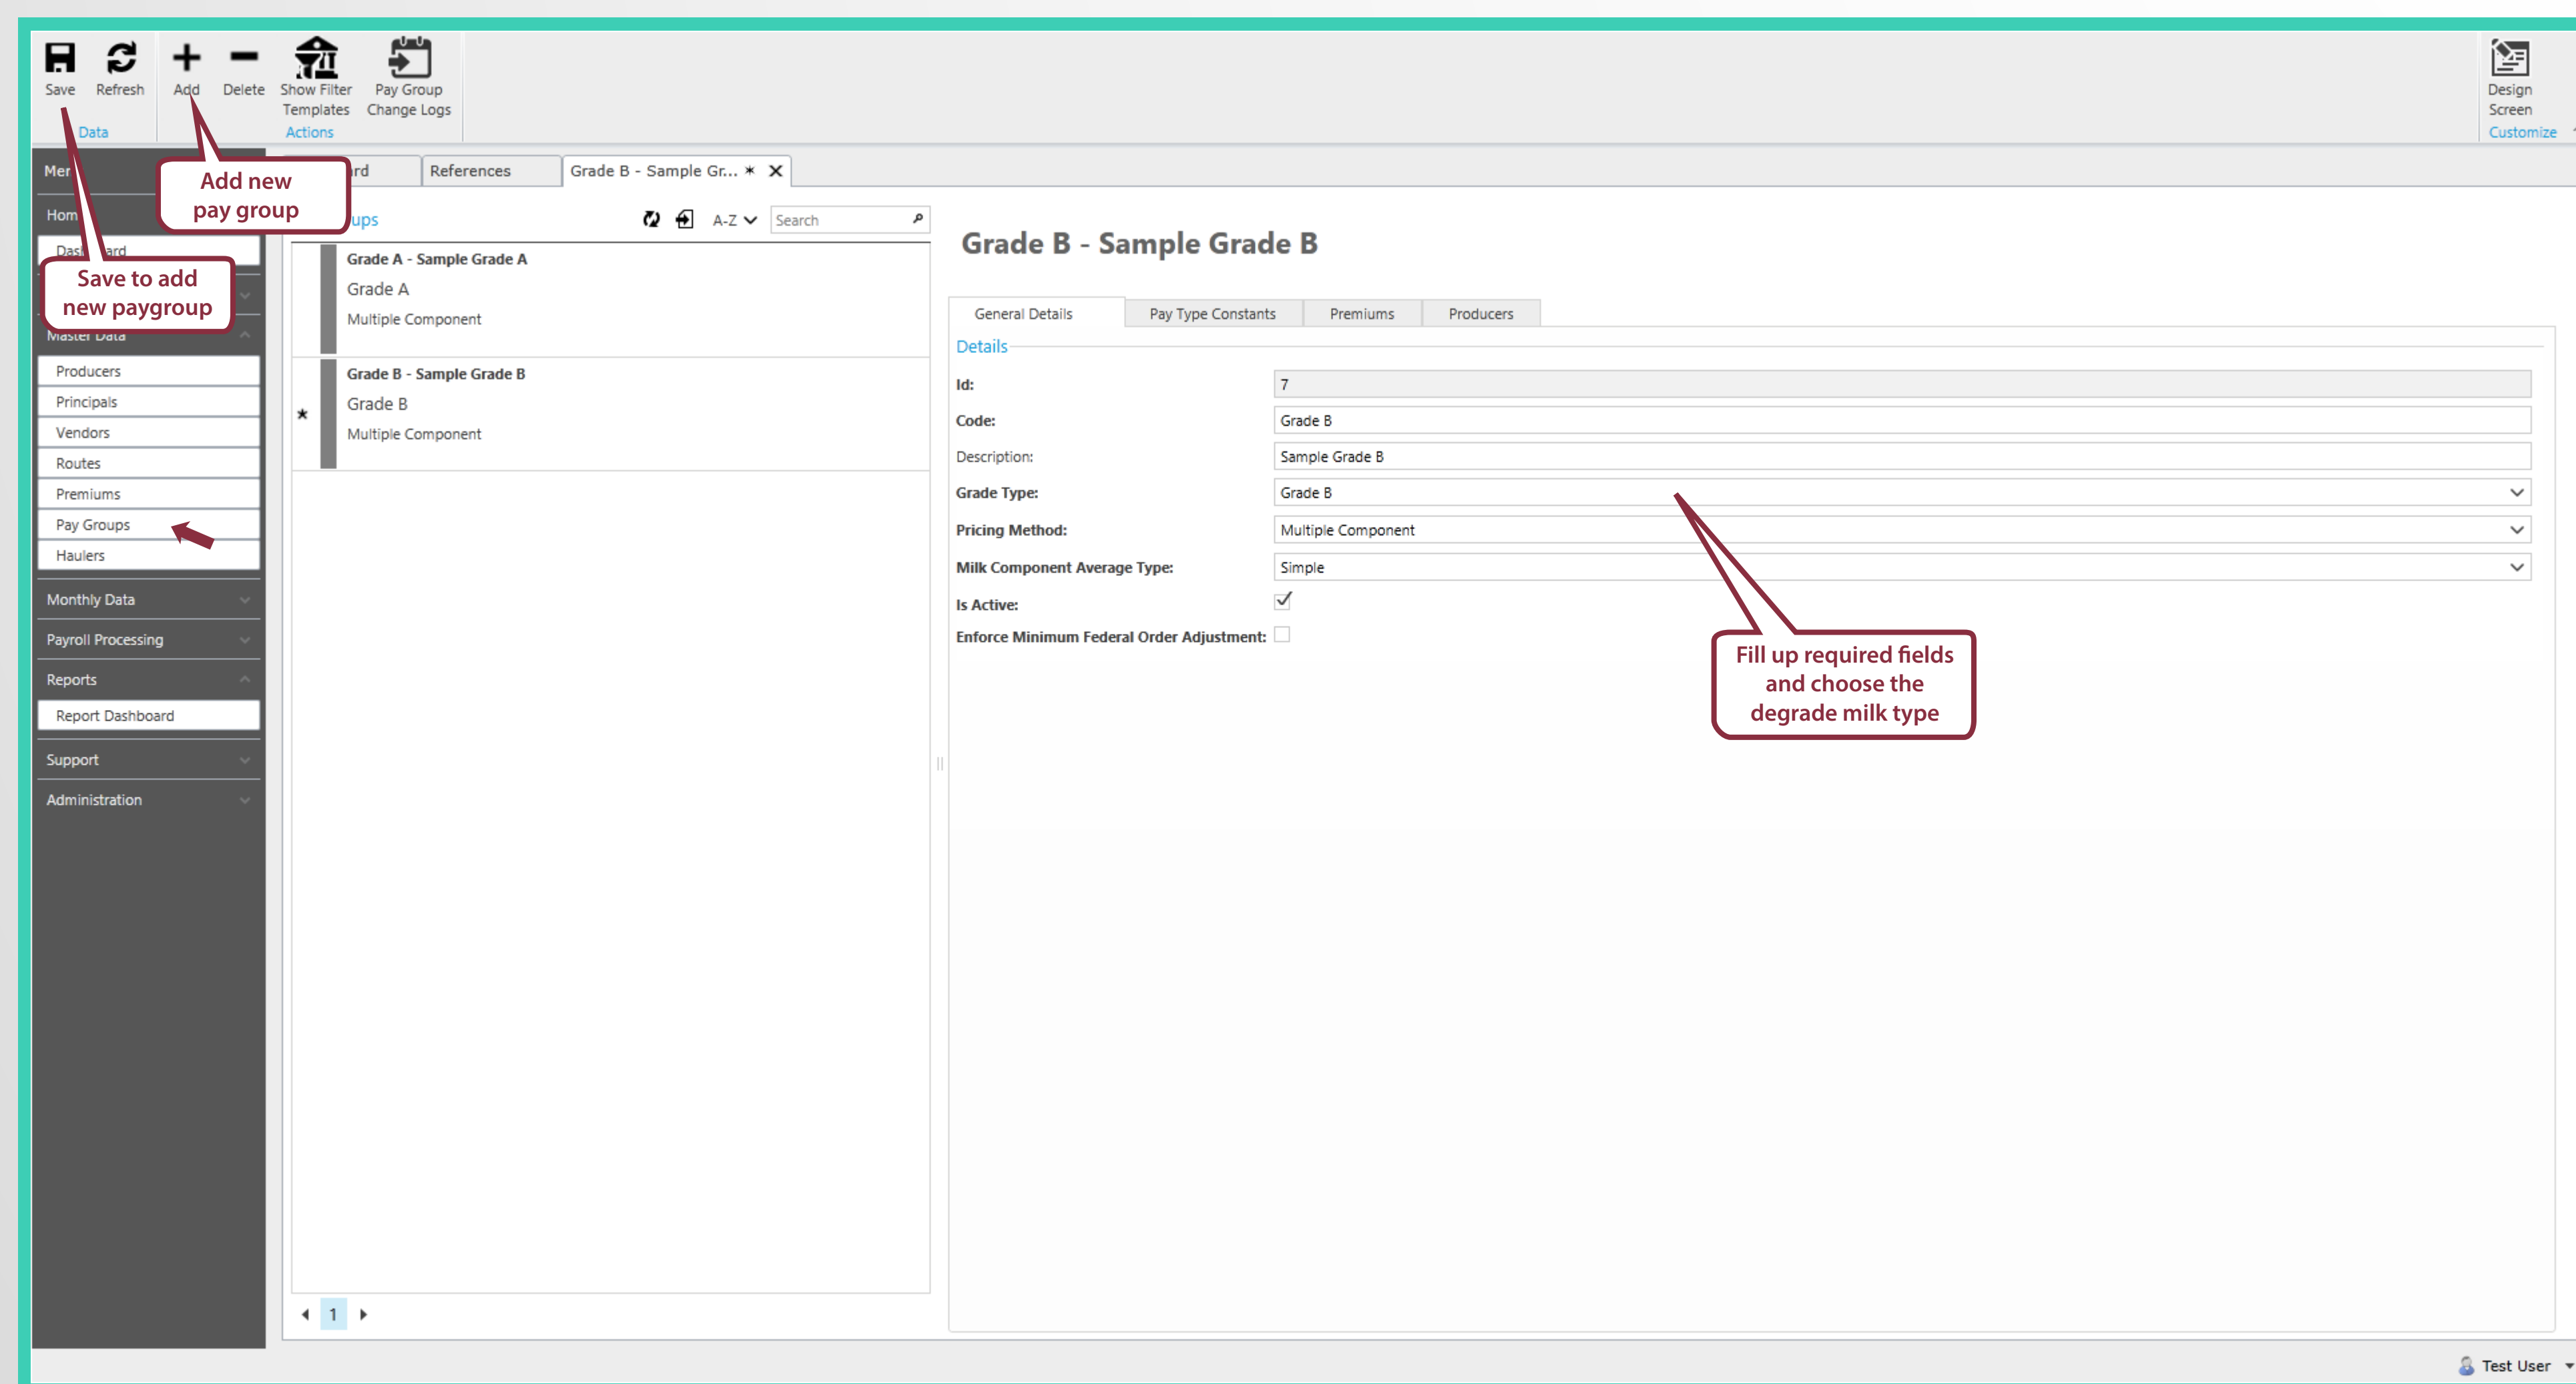 Save
Refresh
Add
Delete
Show Filter
Templates
Pay Group
Change Logs
Data
Actions
Design
Screen
Customize
Add new
pay group
Save to add
new paygroup
References
Grade B - Sample Gr... *
Master Data
Producers
Principals
Vendors
Routes
Premiums
Pay Groups
Haulers
Monthly Data
Payroll Processing
Reports
Report Dashboard
Support
Administration
A-Z
Search
Grade A - Sample Grade A
Grade A
Multiple Component
*
Grade B - Sample Grade B
Grade B
Multiple Component
1
Grade B - Sample Grade B
General Details
Pay Type Constants
Premiums
Producers
Details
Id: 7
Code: Grade B
Description: Sample Grade B
Grade Type: Grade B
Pricing Method: Multiple Component
Milk Component Average Type: Simple
Is Active:
Enforce Minimum Federal Order Adjustment:
Fill up required fields
and choose the
degrade milk type
Test User